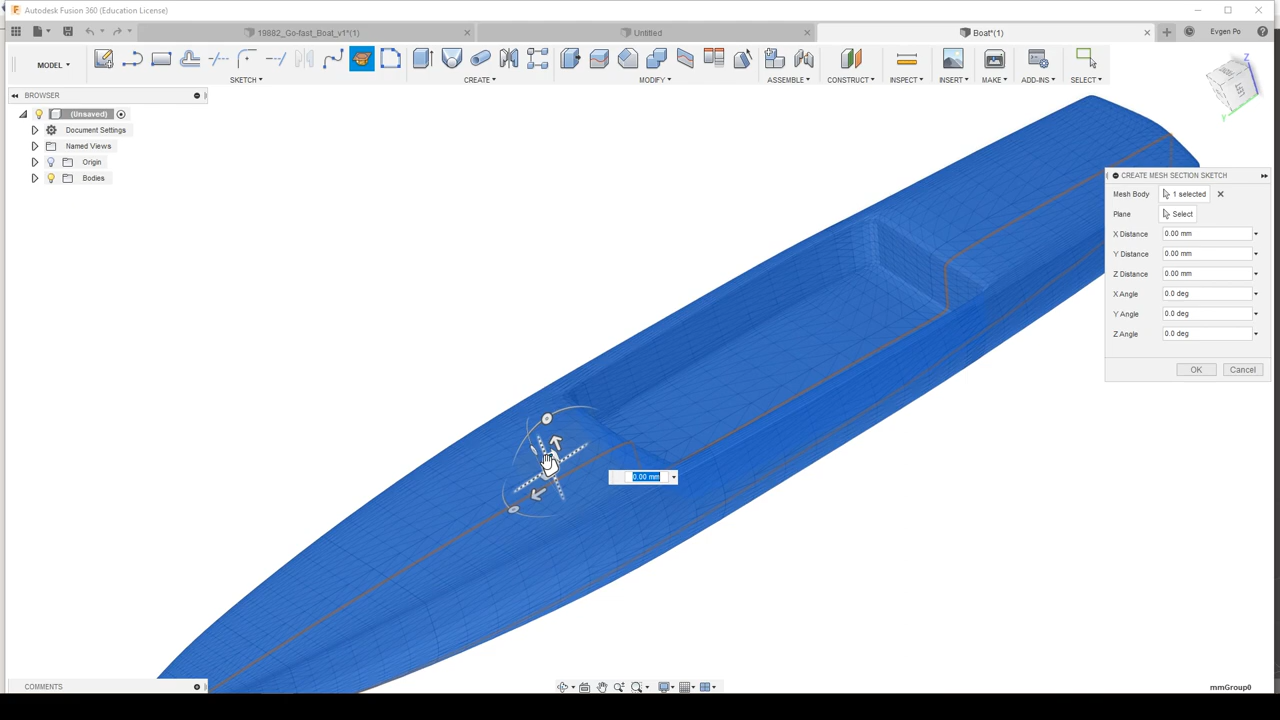 Autodesk Fusion 360 (Education License)
19882_Go-fast_Boat_v1*(1)
Untitled
Boat*(1)
Evgen Po
MODEL
SKETCH
CREATE
MODIFY
ASSEMBLE
CONSTRUCT
INSPECT
INSERT
MAKE
ADD-INS
SELECT
BROWSER
(Unsaved)
Document Settings
Named Views
Origin
Bodies
Z
Y
CREATE MESH SECTION SKETCH
Mesh Body 1 selected
Plane Select
X Distance 0.00 mm
Y Distance 0.00 mm
Z Distance 0.00 mm
X Angle 0.0 deg
Y Angle 0.0 deg
Z Angle 0.0 deg
OK Cancel
0.00 mm
COMMENTS
mmGroup0